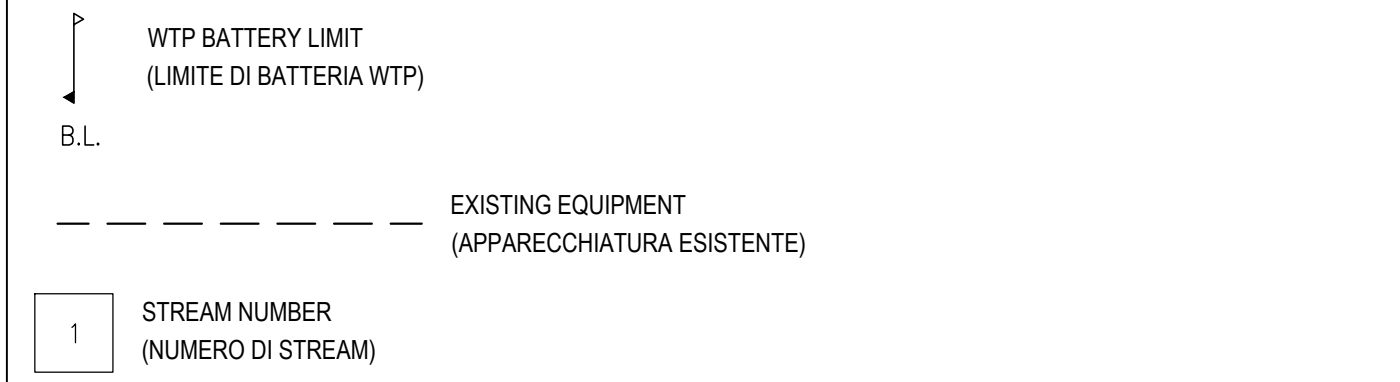 WTP BATTERY LIMIT
(LIMITE DI BATTERIA WTP)
B.L.
EXISTING EQUIPMENT
(APPARECCHIATURA ESISTENTE)
1
STREAM NUMBER
(NUMERO DI STREAM)